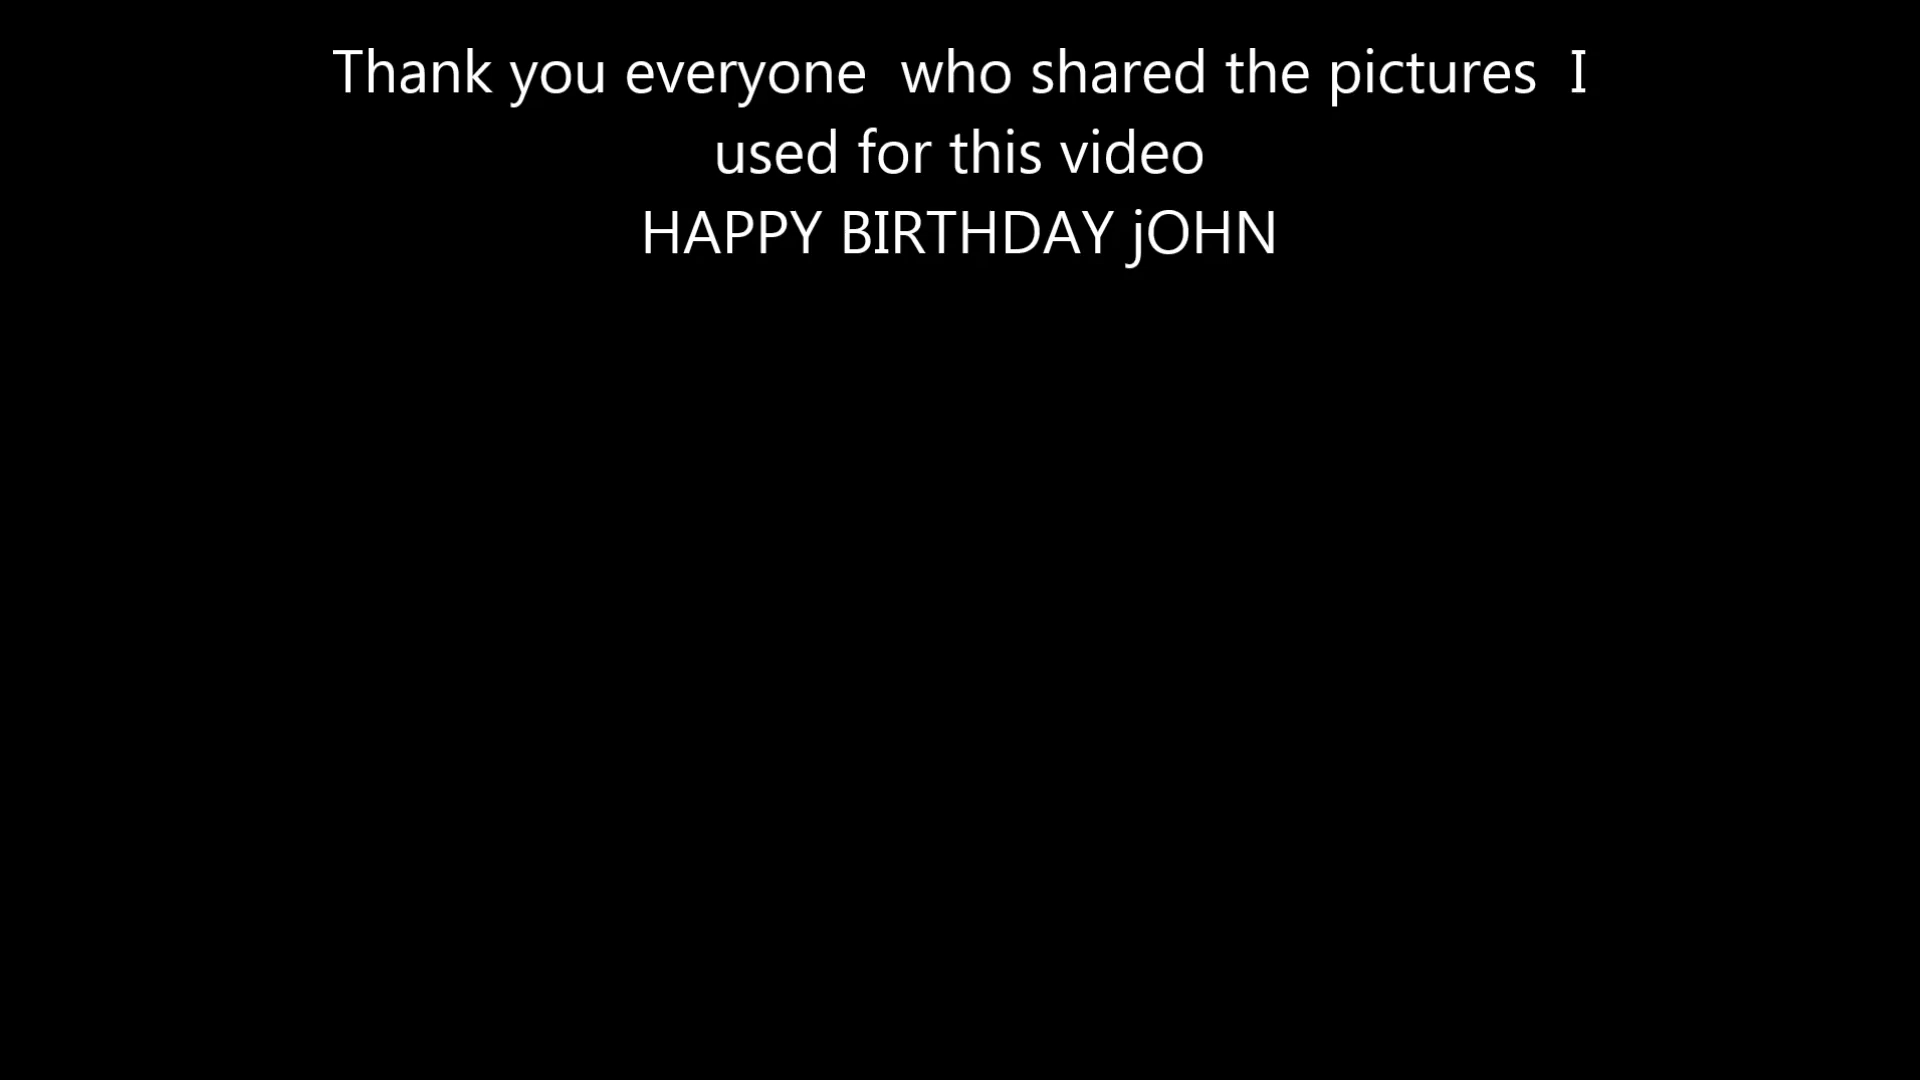 Thank you everyone  who shared the pictures  I
used for this video
HAPPY BIRTHDAY jOHN